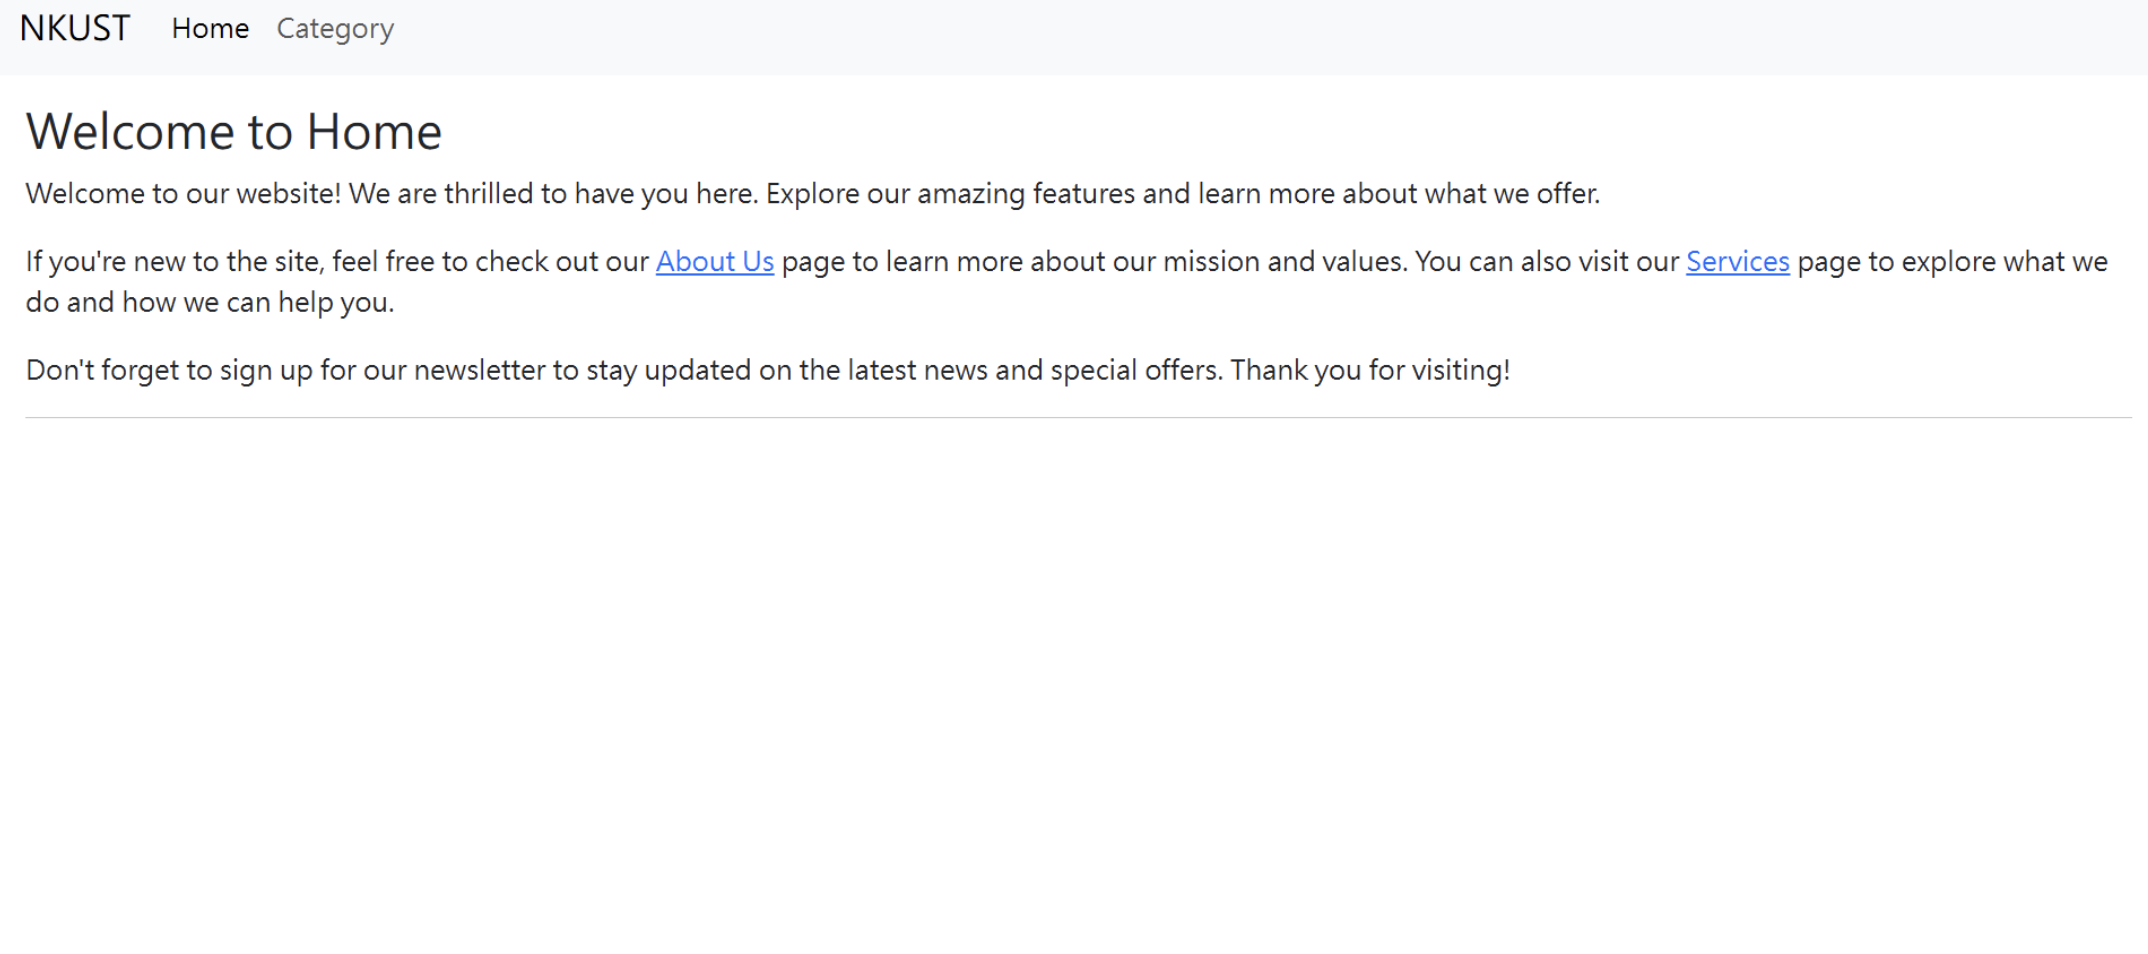 NKUST Home Category
Welcome to Home
Welcome to our website! We are thrilled to have you here. Explore our amazing features and learn more about what we offer.
If you're new to the site, feel free to check out our About Us page to learn more about our mission and values. You can also visit our Services page to explore what we
do and how we can help you.
Don't forget to sign up for our newsletter to stay updated on the latest news and special offers. Thank you for visiting!